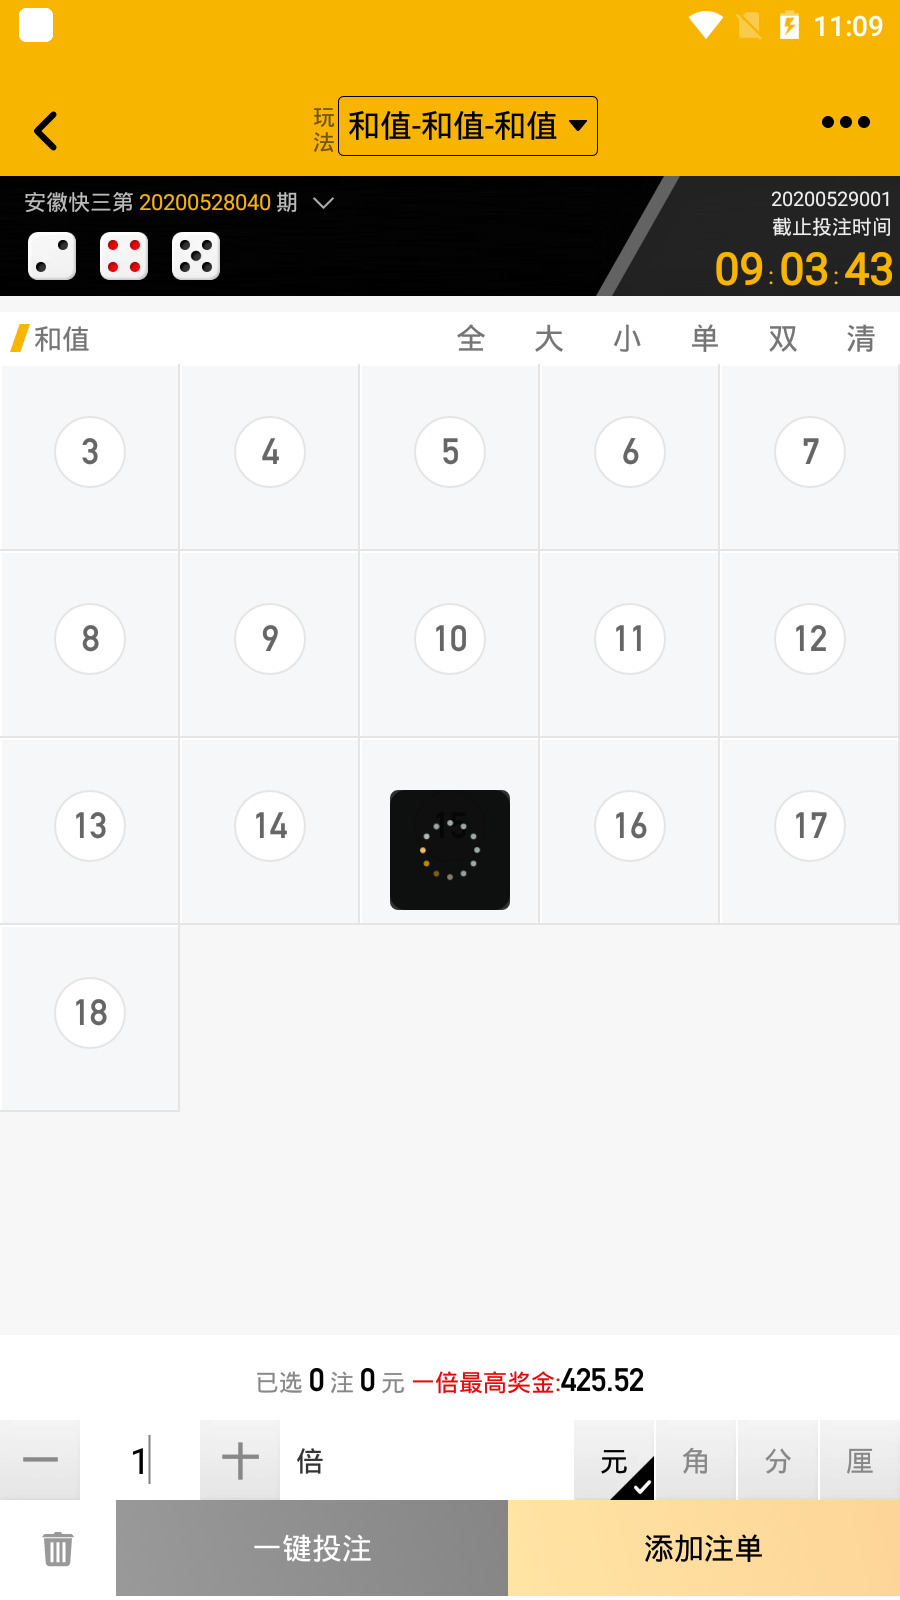 11:09
玩法
和值-和值-和值
安徽快三第 20200528040 期
20200529001
截止投注时间
09:03:43
和值 全 大 小 单 双 清
3 4 5 6 7
8 9 10 11 12
13 14 15 16 17
18
已选 0 注 0 元 一倍最高奖金:425.52
1 倍 元 角 分 厘
一键投注 添加注单